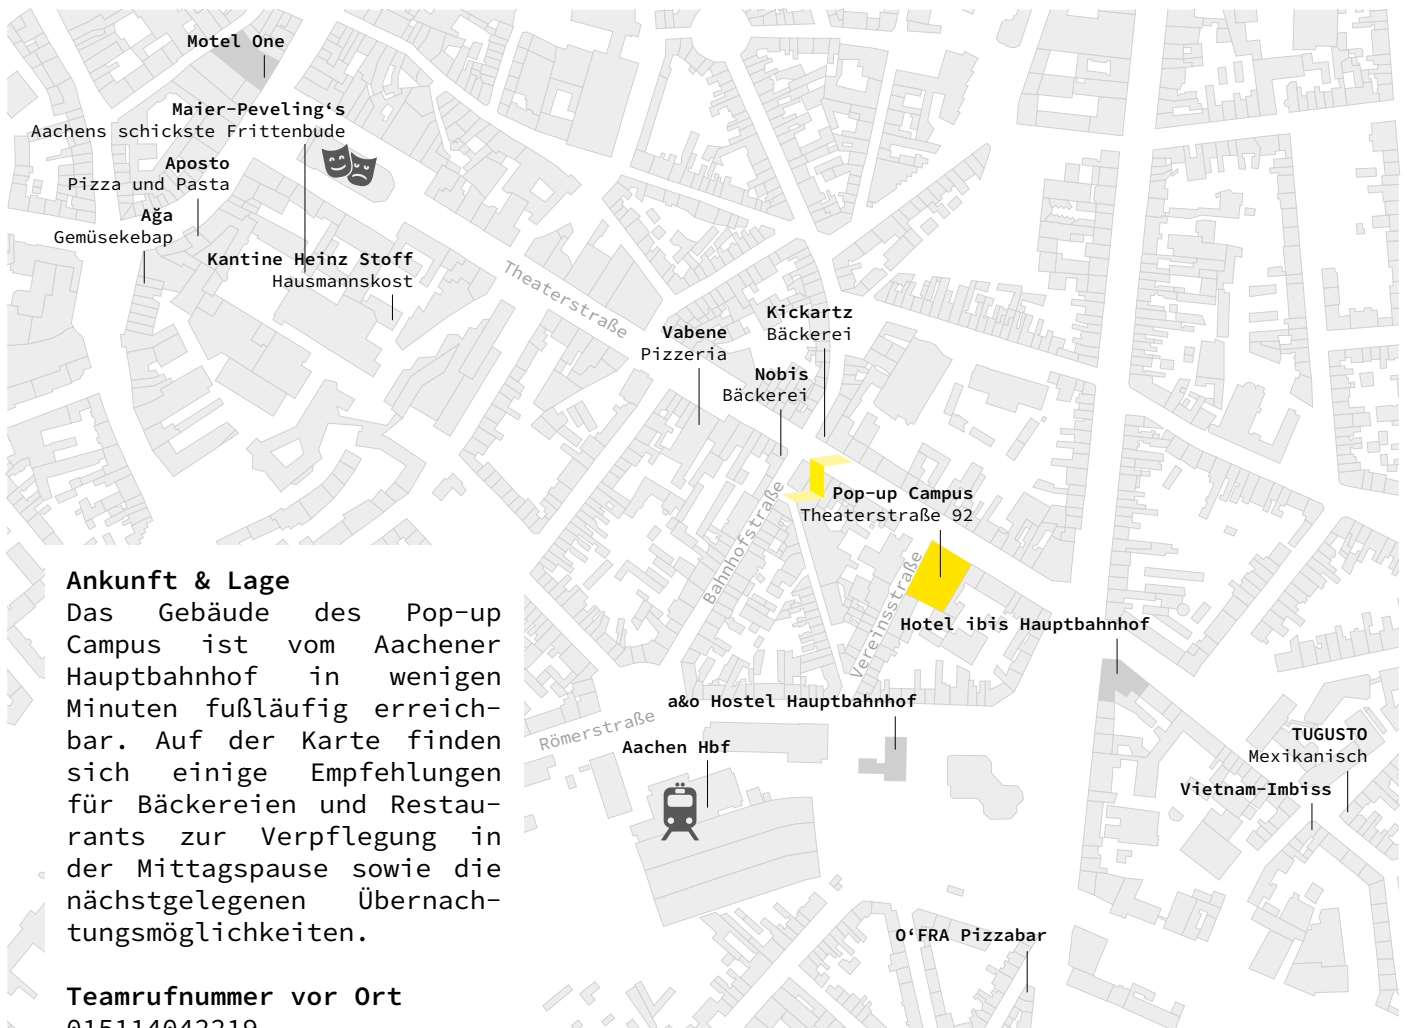 Motel One
Maier-Peveling‘s
Aachens schickste Frittenbude
Aposto
Pizza und Pasta
Ağa
Gemüsekebap
Kantine Heinz Stoff
Hausmannskost
Theaterstraße
Kickartz
Bäckerei
Vabene
Pizzeria
Nobis
Bäckerei
Pop-up Campus
Theaterstraße 92
Bahnhofstraße
Vereinsstraße
Hotel ibis Hauptbahnhof
a&o Hostel Hauptbahnhof
Römerstraße
Aachen Hbf
TUGUSTO
Mexikanisch
Vietnam-Imbiss
O‘FRA Pizzabar
Ankunft & Lage
Das Gebäude des Pop-up
Campus ist vom Aachener
Hauptbahnhof in wenigen
Minuten fußläufig erreich-
bar. Auf der Karte finden
sich einige Empfehlungen
für Bäckereien und Restau-
rants zur Verpflegung in
der Mittagspause sowie die
nächstgelegenen Übernach-
tungsmöglichkeiten.
Teamrufnummer vor Ort